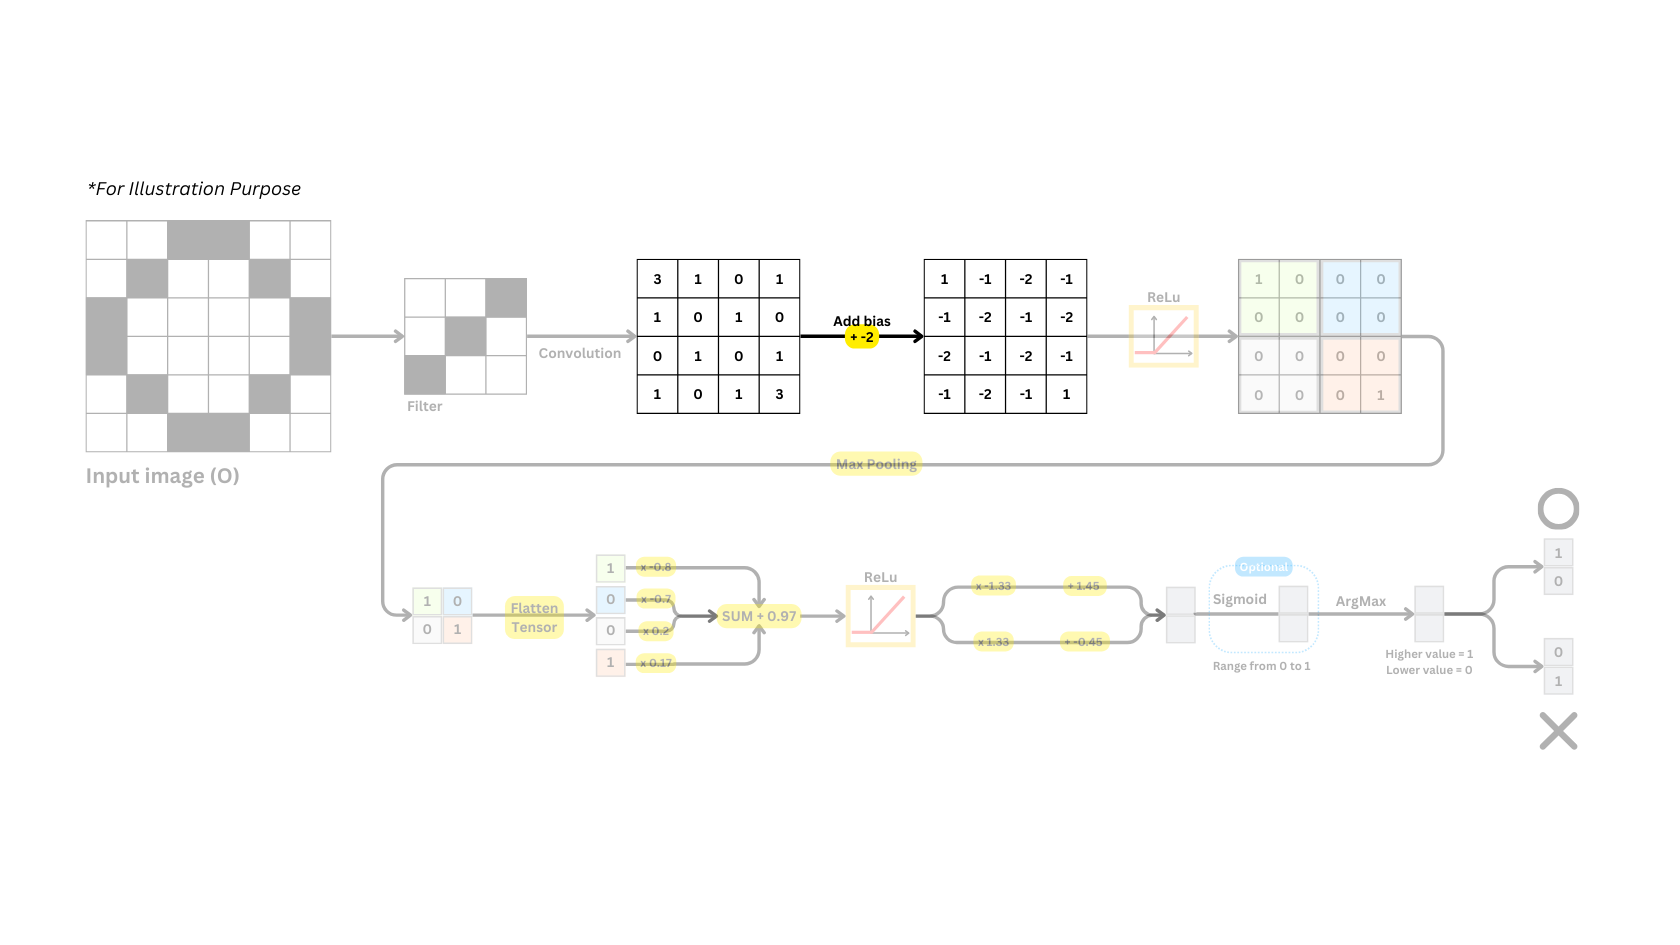 *For Illustration Purpose
Input image (O)
Filter
Convolution
3 1 0 1
1 0 1 0
0 1 0 1
1 0 1 3
Add bias
+ -2
1 -1 -2 -1
-1 -2 -1 -2
-2 -1 -2 -1
-1 -2 -1 1
ReLu
1 0 0 0
0 0 0 0
0 0 0 0
0 0 0 1
Max Pooling
1 0
0 1
Flatten
Tensor
1 x -0.8
0 x -0.7
0 x 0.2
1 x 0.17
SUM + 0.97
ReLu
x -1.33 + 1.45
x 1.33 + -0.45
Optional
Sigmoid
Range from 0 to 1
ArgMax
Higher value = 1
Lower value = 0
1
0
0
1